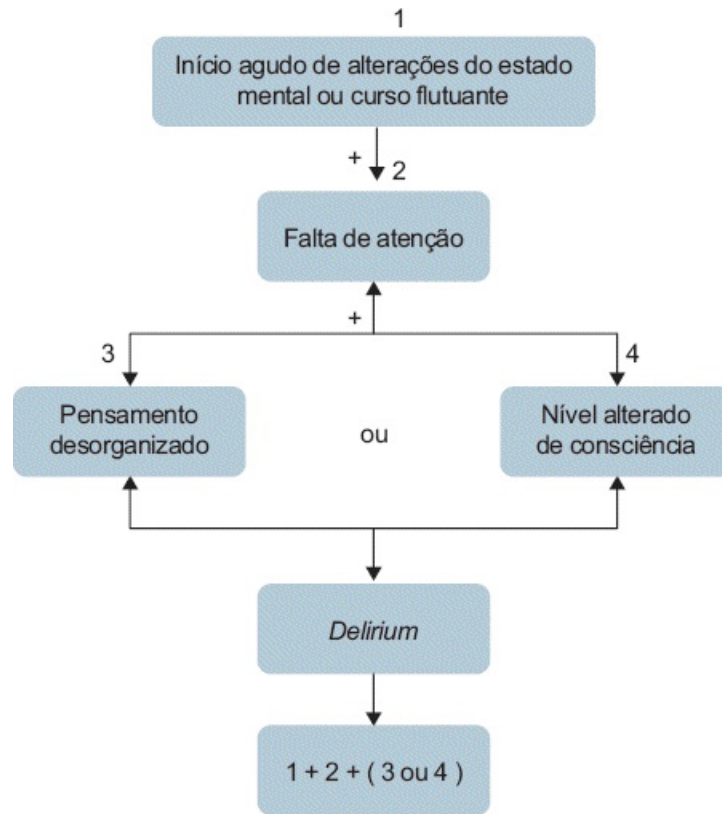 1
Início agudo de alterações do estado
mental ou curso flutuante
+
2
Falta de atenção
+
3
4
Pensamento
desorganizado
ou
Nível alterado
de consciência
Delirium
1 + 2 + ( 3 ou 4 )